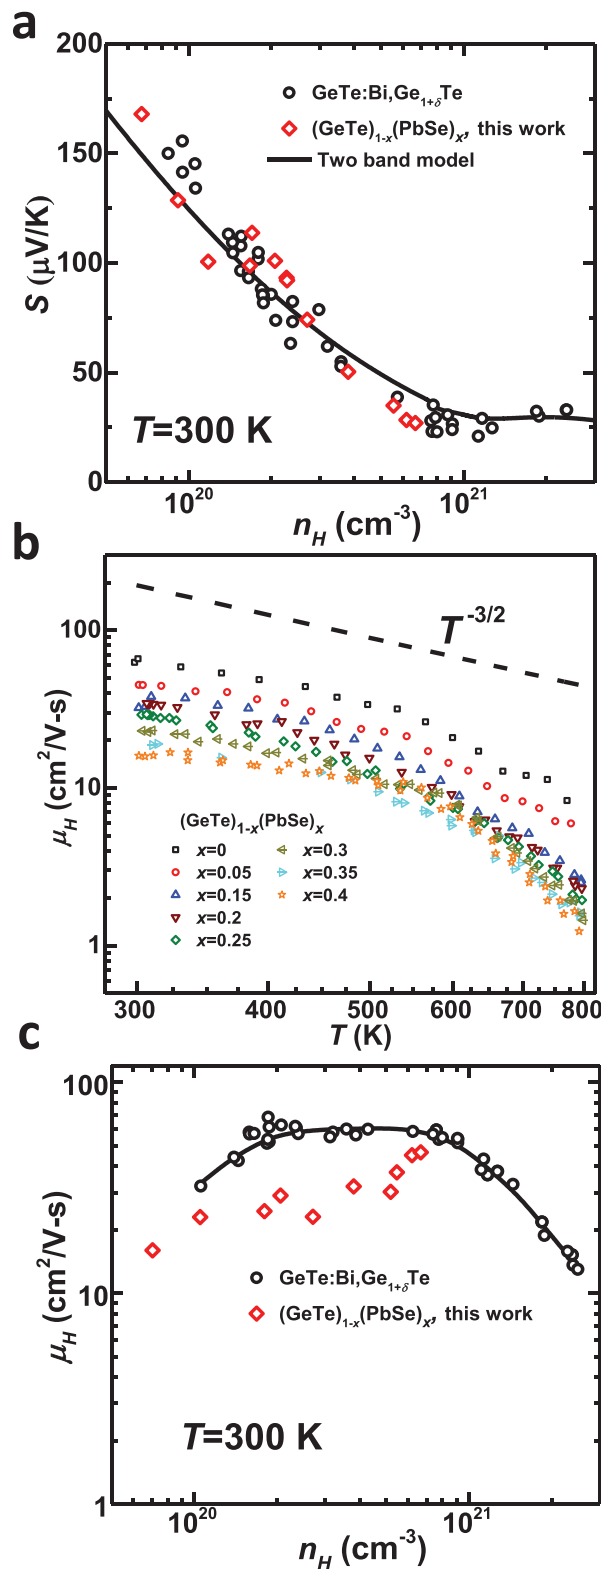 a
200
150
100
50
0
S (μV/K)
GeTe:Bi,Ge1+δTe
(GeTe)1-x(PbSe)x, this work
Two band model
T=300 K
10^20
10^21
nH (cm^-3)
b
100
10
1
μH (cm^2/V-s)
T^-3/2
(GeTe)1-x(PbSe)x
x=0
x=0.3
x=0.05
x=0.35
x=0.15
x=0.4
x=0.2
x=0.25
300
400
500
600
700
800
T (K)
c
100
10
1
μH (cm^2/V-s)
GeTe:Bi,Ge1+δTe
(GeTe)1-x(PbSe)x, this work
T=300 K
10^20
10^21
nH (cm^-3)